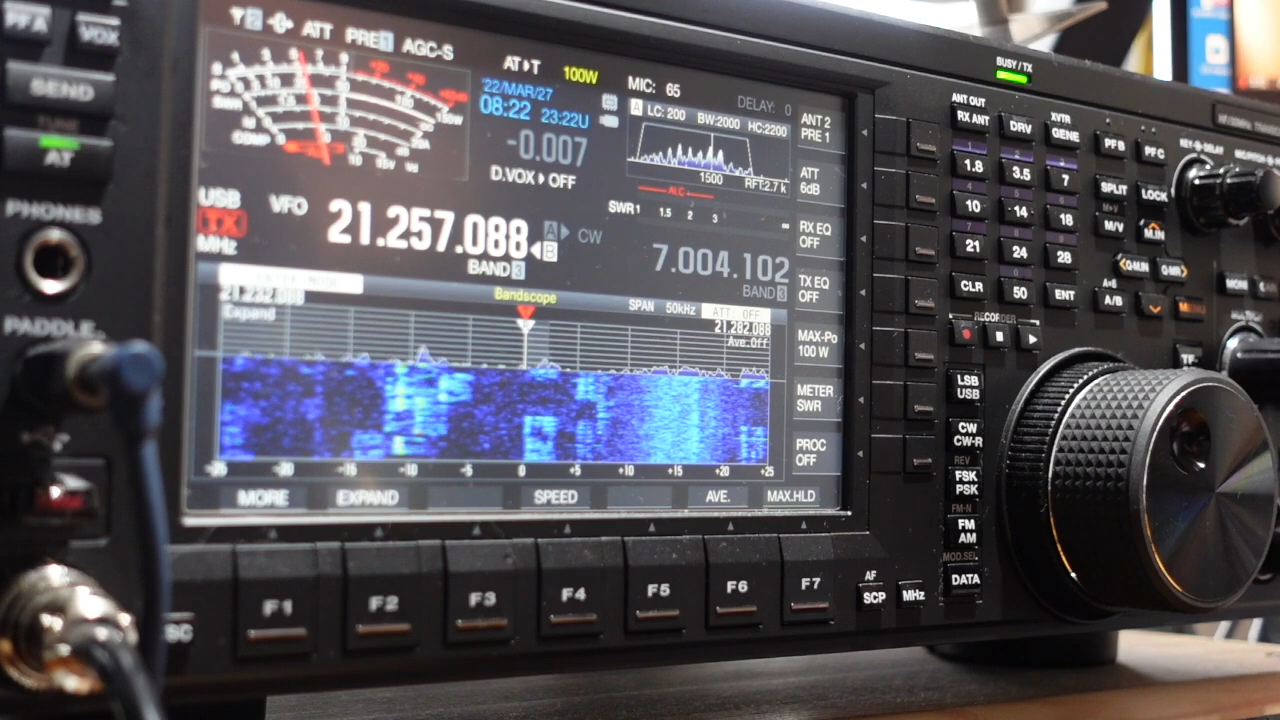 PF A
VOX
SEND
TUNE
AT
PHONES
PADDLE
ATT PRE1 AGC-S
AT T
100W
'22/MAR/27
08:22 23:22U
-0.007
D.VOX OFF
MIC: 65
DELAY: 0
A LC: 200 BW:2000 HC:2200
1500
RFT:2.7 k
ALC
SWR 1 1.5 2 3 ∞
COMP
USB
TX
MHz
VFO
21.257.088
A CW
B
BAND 3
7.004.102
BAND 3
21.232.088
Expand
Bandscope
SPAN 50kHz
ATT: OFF
21.282.088
Ave.Off
-25 -20 -15 -10 -5 0 +5 +10 +15 +20 +25
MORE EXPAND SPEED AVE. MAX.HLD
ANT 2
PRE 1
ATT
6dB
RX EQ
OFF
TX EQ
OFF
MAX-Po
100 W
METER
SWR
PROC
OFF
F1 F2 F3 F4 F5 F6 F7
BUSY / TX
ANT OUT
RX ANT DRV
XVTR
GENE
PF B PF C
1.8 3.5 7
SPLIT LOCK
10 14 18
M/V M.IN
21 24 28
Q-M.IN Q-MR
CLR 50 ENT
A/B
RECORDER
LSB
USB
CW
CW-R
REV
FSK
PSK
FM-N
FM
AM
MOD.SEL
DATA
AF
SCP
MHz
KEY DELAY